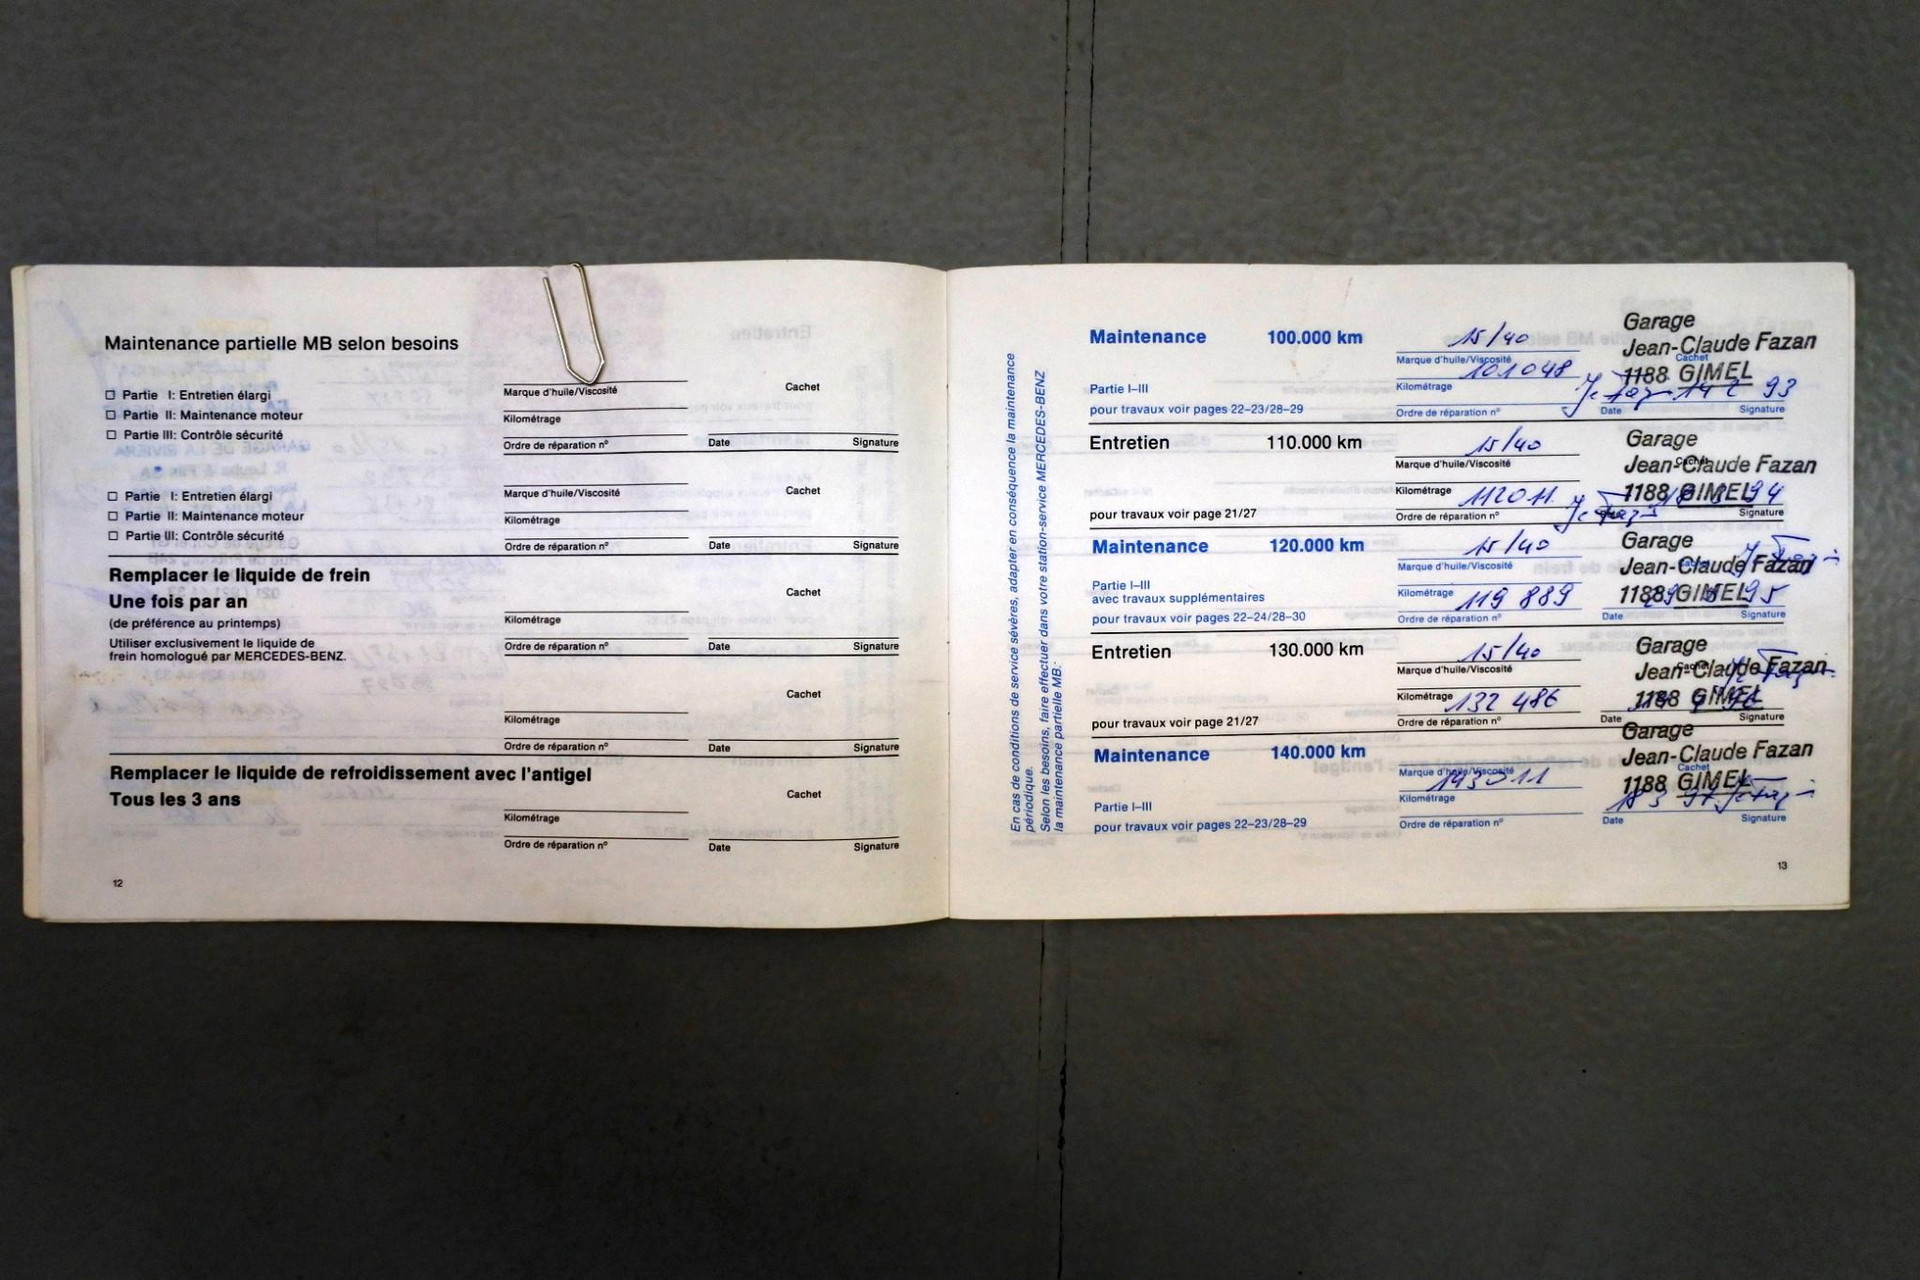 Maintenance partielle MB selon besoins
☐ Partie I: Entretien élargi
☐ Partie II: Maintenance moteur
☐ Partie III: Contrôle sécurité
Marque d'huile/Viscosité
Cachet
Kilométrage
Ordre de réparation n°
Date
Signature
☐ Partie I: Entretien élargi
☐ Partie II: Maintenance moteur
☐ Partie III: Contrôle sécurité
Marque d'huile/Viscosité
Cachet
Kilométrage
Ordre de réparation n°
Date
Signature
Remplacer le liquide de frein
Une fois par an
(de préférence au printemps)
Utiliser exclusivement le liquide de
frein homologué par MERCEDES-BENZ.
Cachet
Kilométrage
Ordre de réparation n°
Date
Signature
Cachet
Kilométrage
Ordre de réparation n°
Date
Signature
Remplacer le liquide de refroidissement avec l'antigel
Tous les 3 ans
Cachet
Kilométrage
Ordre de réparation n°
Date
Signature
12
En cas de conditions de service sévères, adapter en conséquence la maintenance
périodique.
Selon les besoins, faire effectuer dans votre station-service MERCEDES-BENZ
la maintenance partielle MB.
Maintenance 100.000 km
Partie I–III
pour travaux voir pages 22–23/28–29
15/40
Marque d'huile/Viscosité
101048
Kilométrage
Ordre de réparation n°
Garage
Jean-Claude Fazan
Cachet
1188 GIMEL
93
Date
Signature
Entretien 110.000 km
pour travaux voir page 21/27
15/40
Marque d'huile/Viscosité
Kilométrage
112011
Ordre de réparation n°
Garage
Jean-Claude Fazan
Cachet
1188 GIMEL
94
Signature
Maintenance 120.000 km
Partie I–III
avec travaux supplémentaires
pour travaux voir pages 22–24/28–30
15/40
Marque d'huile/Viscosité
Kilométrage
119 889
Ordre de réparation n°
Garage
Jean-Claude Fazan
1188 GIMEL
95
Date
Signature
Entretien 130.000 km
pour travaux voir page 21/27
15/40
Marque d'huile/Viscosité
Kilométrage
132 486
Ordre de réparation n°
Garage
Jean-Claude Fazan
Cachet
1188 GIMEL
Date
Signature
Maintenance 140.000 km
Partie I–III
pour travaux voir pages 22–23/28–29
Marque d'huile/Viscosité
Kilométrage
Ordre de réparation n°
Garage
Jean-Claude Fazan
Cachet
1188 GIMEL
Date
Signature
13